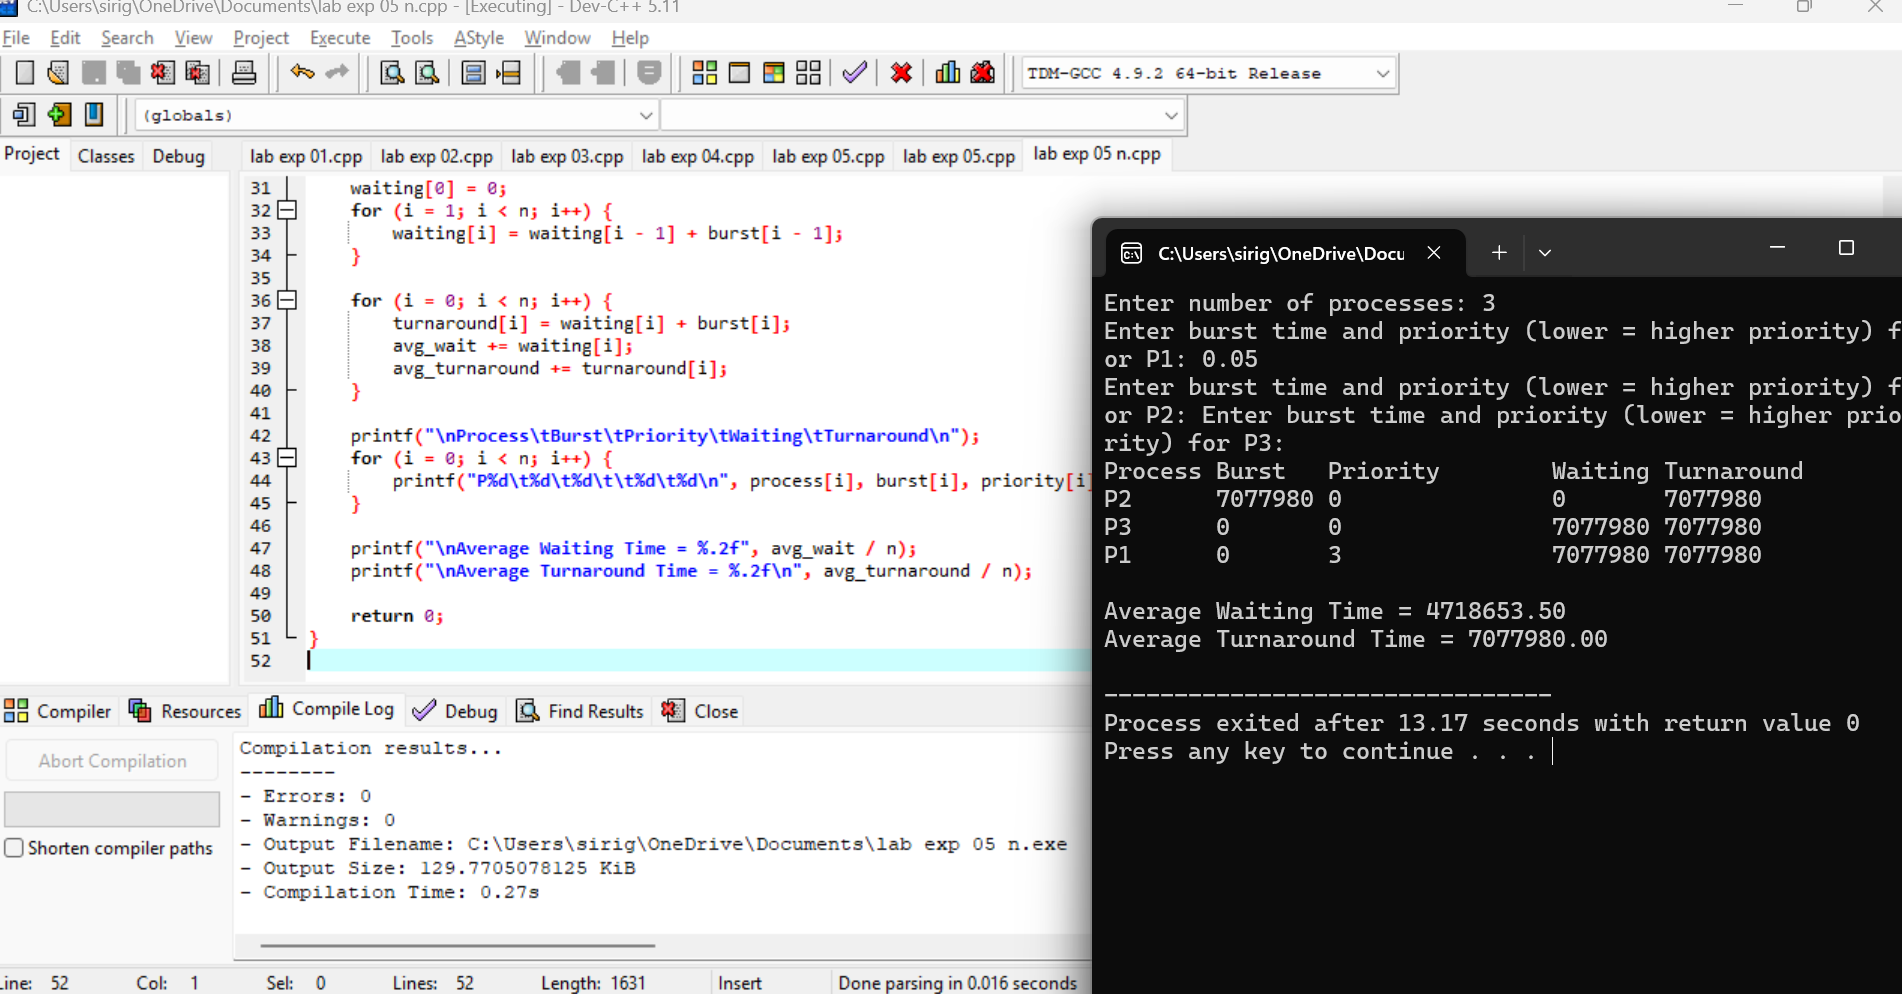 C:\Users\sirig\OneDrive\Documents\lab exp 05 n.cpp - [Executing] - Dev-C++ 5.11
File Edit Search View Project Execute Tools AStyle Window Help
TDM-GCC 4.9.2 64-bit Release
(globals)
Project Classes Debug
lab exp 01.cpp lab exp 02.cpp lab exp 03.cpp lab exp 04.cpp lab exp 05.cpp lab exp 05.cpp lab exp 05 n.cpp
31 waiting[0] = 0;
32 for (i = 1; i < n; i++) {
33 waiting[i] = waiting[i - 1] + burst[i - 1];
34 }
35
36 for (i = 0; i < n; i++) {
37 turnaround[i] = waiting[i] + burst[i];
38 avg_wait += waiting[i];
39 avg_turnaround += turnaround[i];
40 }
41
42 printf("\nProcess\tBurst\tPriority\tWaiting\tTurnaround\n");
43 for (i = 0; i < n; i++) {
44 printf("P%d\t%d\t%d\t\t%d\t%d\n", process[i], burst[i], priority[i]
45 }
46
47 printf("\nAverage Waiting Time = %.2f", avg_wait / n);
48 printf("\nAverage Turnaround Time = %.2f\n", avg_turnaround / n);
49
50 return 0;
51 }
52
C:\Users\sirig\OneDrive\Docu
Enter number of processes: 3
Enter burst time and priority (lower = higher priority) f
or P1: 0.05
Enter burst time and priority (lower = higher priority) f
or P2: Enter burst time and priority (lower = higher prio
rity) for P3:
Process Burst Priority Waiting Turnaround
P2 7077980 0 0 7077980
P3 0 0 7077980 7077980
P1 0 3 7077980 7077980
Average Waiting Time = 4718653.50
Average Turnaround Time = 7077980.00
--------------------------------
Process exited after 13.17 seconds with return value 0
Press any key to continue . . .
Compiler Resources Compile Log Debug Find Results Close
Abort Compilation
Shorten compiler paths
Compilation results...
--------
- Errors: 0
- Warnings: 0
- Output Filename: C:\Users\sirig\OneDrive\Documents\lab exp 05 n.exe
- Output Size: 129.7705078125 KiB
- Compilation Time: 0.27s
Line: 52 Col: 1 Sel: 0 Lines: 52 Length: 1631 Insert Done parsing in 0.016 seconds